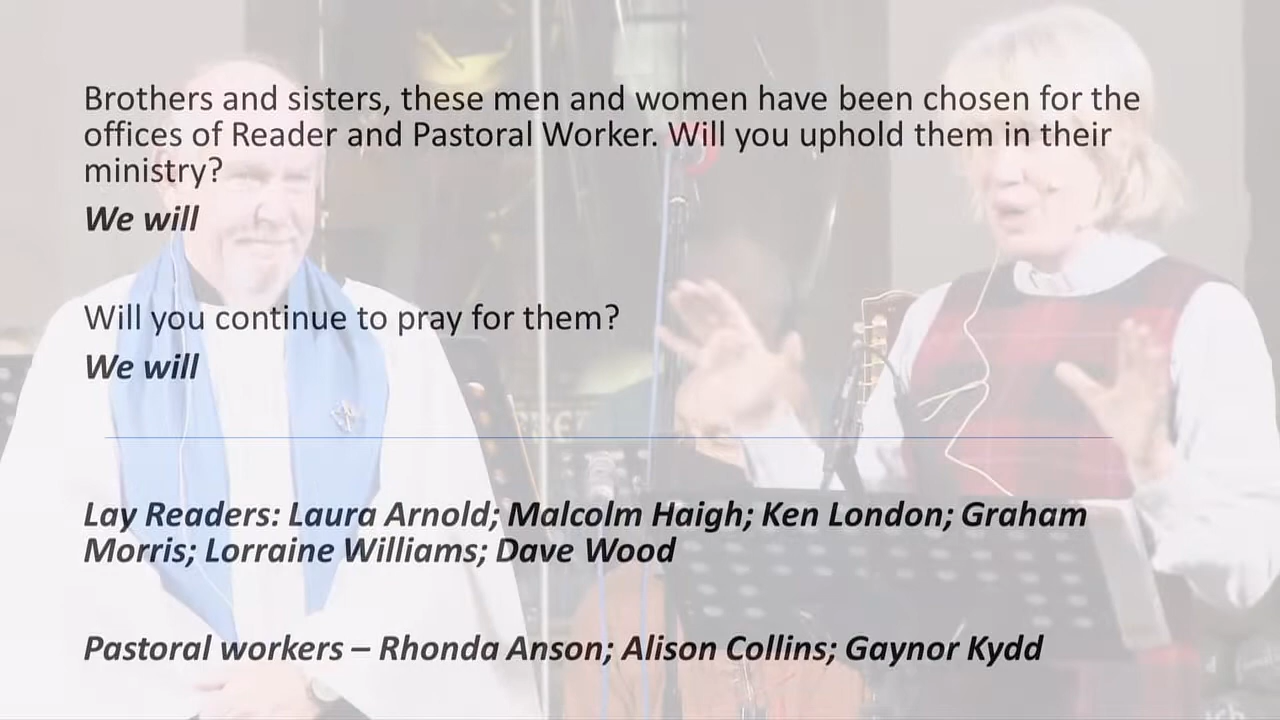 Brothers and sisters, these men and women have been chosen for the
offices of Reader and Pastoral Worker. Will you uphold them in their
ministry?
We will
Will you continue to pray for them?
We will
Lay Readers: Laura Arnold; Malcolm Haigh; Ken London; Graham
Morris; Lorraine Williams; Dave Wood
Pastoral workers – Rhonda Anson; Alison Collins; Gaynor Kydd